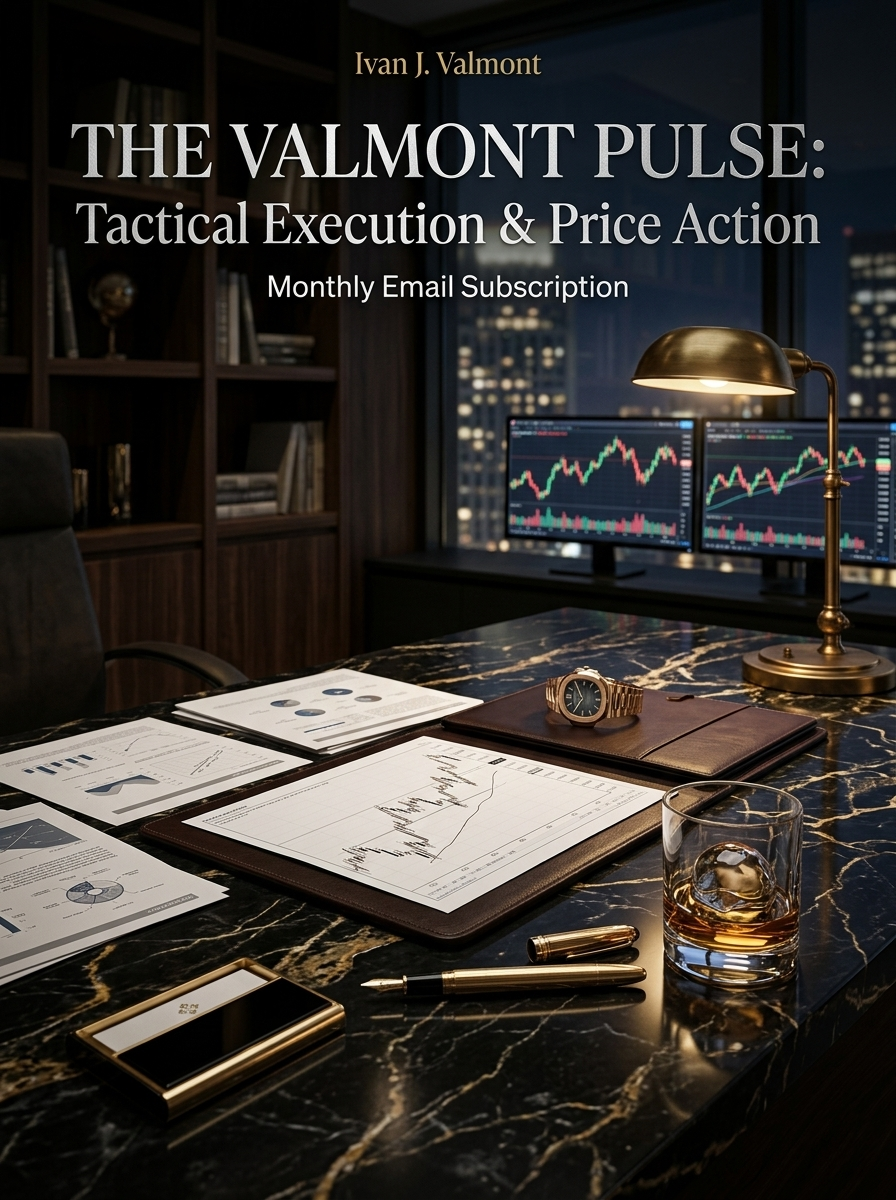 Ivan J. Valmont
THE VALMONT PULSE:
Tactical Execution & Price Action
Monthly Email Subscription